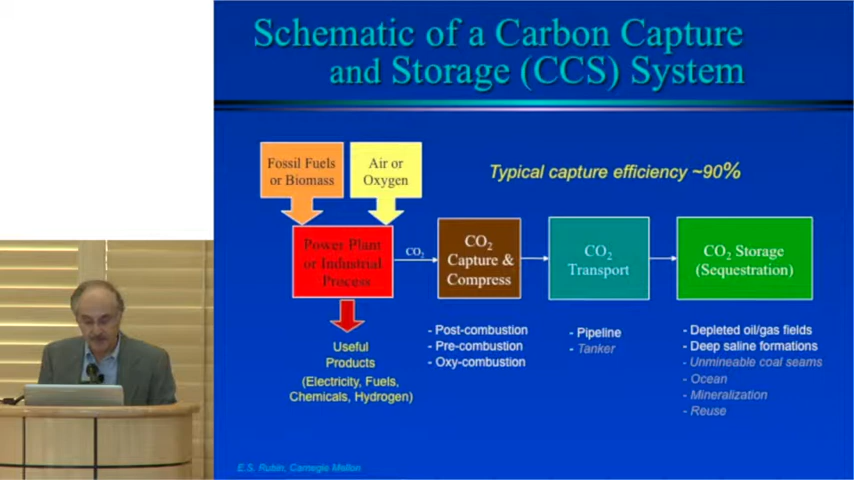 Schematic of a Carbon Capture
and Storage (CCS) System
Fossil Fuels
or Biomass
Air or
Oxygen
Typical capture efficiency ~90%
Power Plant
or Industrial
Process
CO₂
CO₂
Capture &
Compress
CO₂
Transport
CO₂ Storage
(Sequestration)
Useful
Products
(Electricity, Fuels,
Chemicals, Hydrogen)
- Post-combustion
- Pre-combustion
- Oxy-combustion
- Pipeline
- Tanker
- Depleted oil/gas fields
- Deep saline formations
- Unmineable coal seams
- Ocean
- Mineralization
- Reuse
E.S. Rubin, Carnegie Mellon